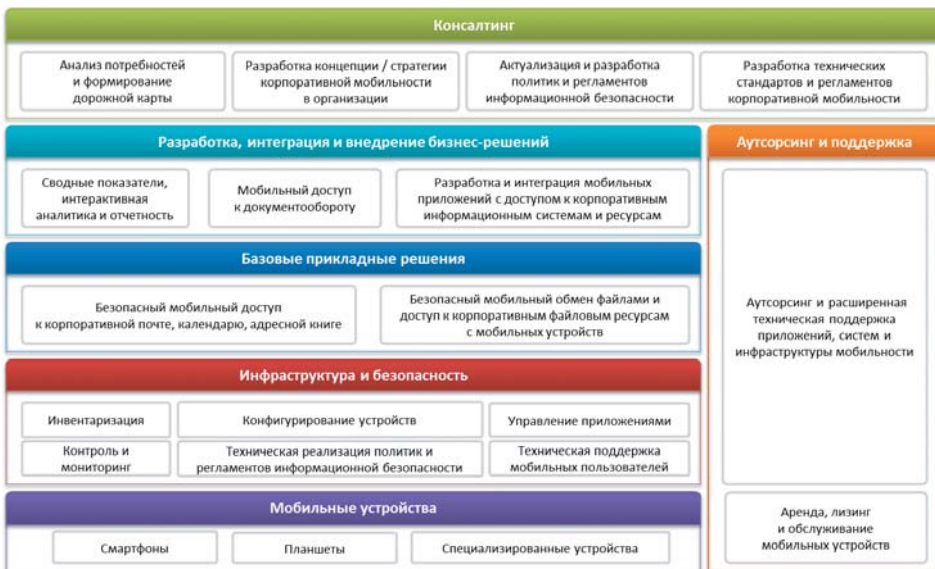 Консалтинг
Анализ потребностей
и формирование
дорожной карты
Разработка концепции / стратегии
корпоративной мобильности
в организации
Актуализация и разработка
политик и регламентов
информационной безопасности
Разработка технических
стандартов и регламентов
корпоративной мобильности
Разработка, интеграция и внедрение бизнес-решений
Сводные показатели,
интерактивная
аналитика и отчетность
Мобильный доступ
к документообороту
Разработка и интеграция мобильных
приложений с доступом к корпоративным
информационным системам и ресурсам
Базовые прикладные решения
Безопасный мобильный доступ
к корпоративной почте, календарю, адресной книге
Безопасный мобильный обмен файлами и
доступ к корпоративным файловым ресурсам
с мобильных устройств
Инфраструктура и безопасность
Инвентаризация
Конфигурирование устройств
Управление приложениями
Контроль и
мониторинг
Техническая реализация политик и
регламентов информационной безопасности
Техническая поддержка
мобильных пользователей
Мобильные устройства
Смартфоны
Планшеты
Специализированные устройства
Аутсорсинг и поддержка
Аутсорсинг и расширенная
техническая поддержка
приложений, систем и
инфраструктуры мобильности
Аренда, лизинг
и обслуживание
мобильных устройств